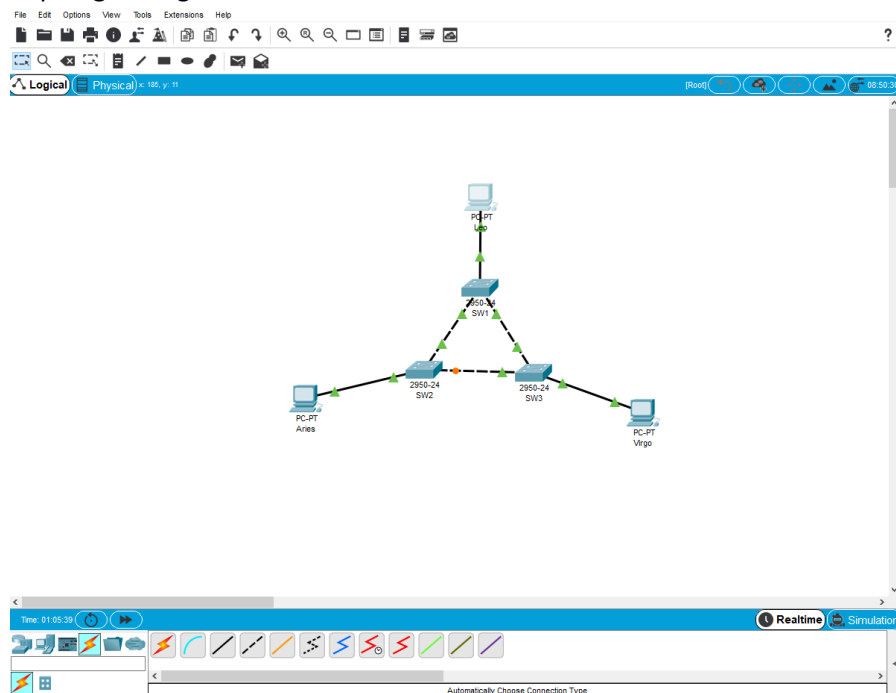 File Edit Options View Tools Extensions Help
?
Logical Physical x: 185, y: 11 [Root] 08:50:30
PC-PT
Leo
2950-24
SW1
2950-24
SW2
2950-24
SW3
PC-PT
Aries
PC-PT
Virgo
Time: 01:05:39 Realtime Simulation
Automatically Choose Connection Type